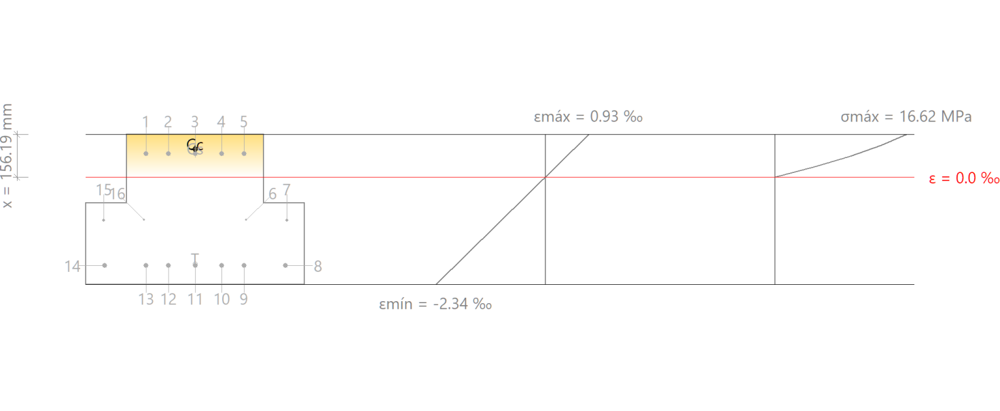 x = 156.19 mm
εmáx = 0.93 ‰
σmáx = 16.62 MPa
1 2 3 4 5
Cc
Cs
ε = 0.0 ‰
15 16 6 7
T
14 8
13 12 11 10 9
εmín = -2.34 ‰